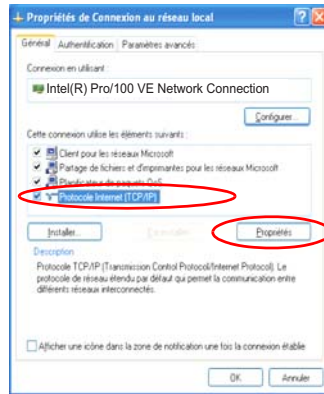 Propriétés de Connexion au réseau local
Général Authentification Paramètres avancés
Connexion en utilisant :
Intel(R) Pro/100 VE Network Connection
Configurer...
Cette connexion utilise les éléments suivants :
Client pour les réseaux Microsoft
Partage de fichiers et d'imprimantes pour les réseaux Microsoft
Planificateur de paquets QoS
Protocole Internet (TCP/IP)
Installer... Propriétés
Description
Protocole TCP/IP (Transmission Control Protocol/Internet Protocol). Le
protocole de réseau étendu par défaut qui permet la communication entre
différents réseaux interconnectés.
Afficher une icône dans la zone de notification une fois la connexion établie
OK Annuler